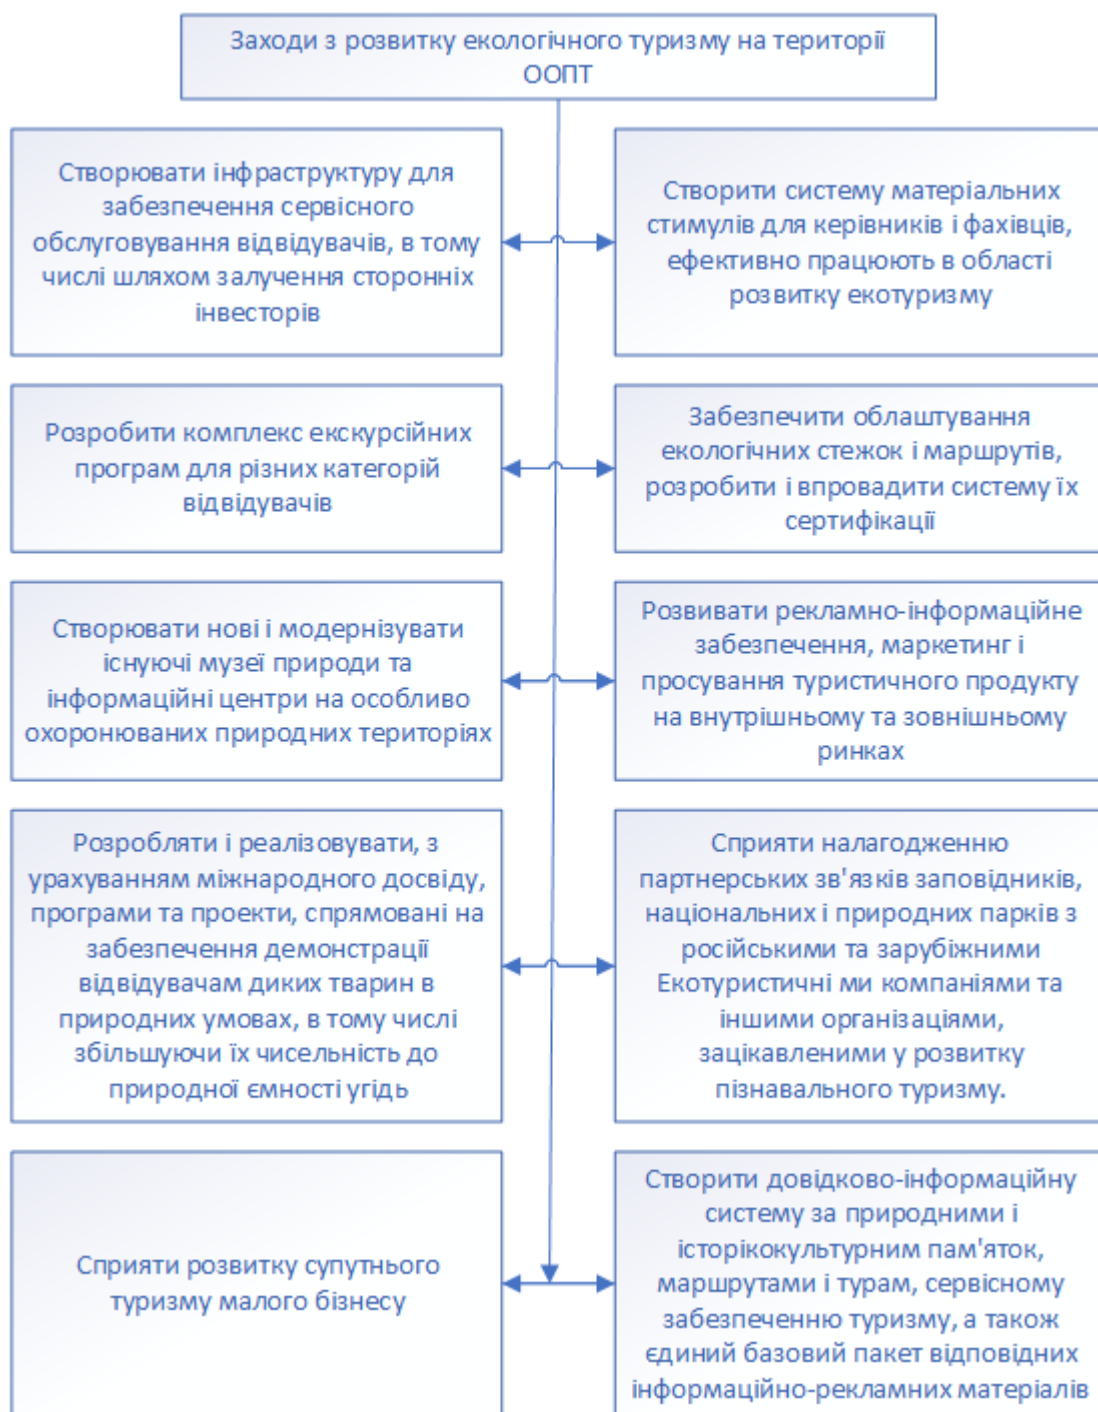 Заходи з розвитку екологічного туризму на території
ООПТ
Створювати інфраструктуру для
забезпечення сервісного
обслуговування відвідувачів, в тому
числі шляхом залучення сторонніх
інвесторів
Створити систему матеріальних
стимулів для керівників і фахівців,
ефективно працюють в області
розвитку екотуризму
Розробити комплекс екскурсійних
програм для різних категорій
відвідувачів
Забезпечити облаштування
екологічних стежок і маршрутів,
розробити і впровадити систему їх
сертифікації
Створювати нові і модернізувати
існуючі музеї природи та
інформаційні центри на особливо
охоронюваних природних територіях
Розвивати рекламно-інформаційне
забезпечення, маркетинг і
просування туристичного продукту
на внутрішньому та зовнішньому
ринках
Розробляти і реалізовувати, з
урахуванням міжнародного досвіду,
програми та проекти, спрямовані на
забезпечення демонстрації
відвідувачам диких тварин в
природних умовах, в тому числі
збільшуючи їх чисельність до
природної ємності угідь
Сприяти налагодженню
партнерських зв'язків заповідників,
національних і природних парків з
російськими та зарубіжними
Екотуристичні ми компаніями та
іншими організаціями,
зацікавленими у розвитку
пізнавального туризму.
Сприяти розвитку супутнього
туризму малого бізнесу
Створити довідково-інформаційну
систему за природними і
історікокультурним пам'яток,
маршрутами і турам, сервісному
забезпеченню туризму, а також
єдиний базовий пакет відповідних
інформаційно-рекламних матеріалів